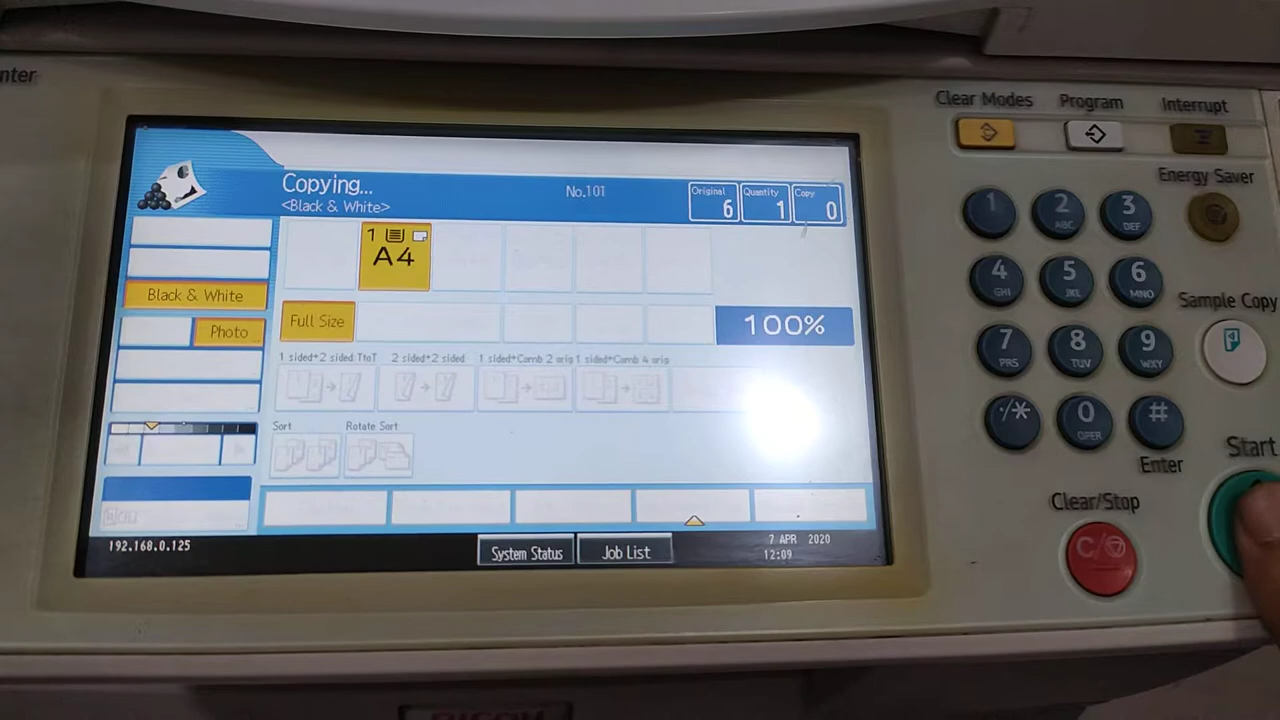 nter
Clear Modes
Program
Interrupt
Copying...
<Black & White>
No.101
Original
6
Quantity
1
Copy
0
Energy Saver
1
A4
1
2 ABC
3 DEF
Black & White
4 GHI
5 JKL
6 MNO
Sample Copy
Photo
Full Size
100%
7 PRS
8 TUV
9 WXY
1 sided→2 sided TtoT
2 sided→2 sided
1 sided→Comb 2 orig
1 sided→Comb 4 orig
./*
0 OPER
#
Enter
Start
Sort
Rotate Sort
Clear/Stop
C/
192.168.0.125
System Status
Job List
7 APR 2020
12:09
RICOH